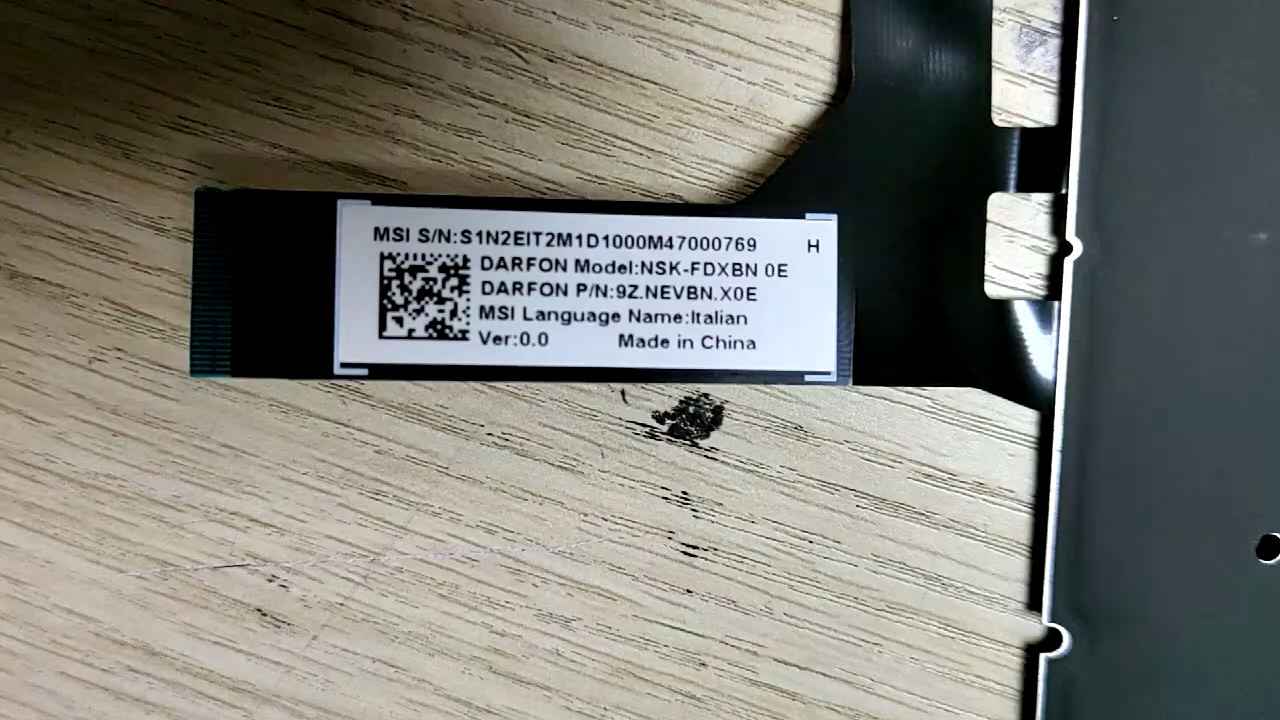 MSI S/N:S1N2EIT2M1D1000M47000769
H
DARFON Model:NSK-FDXBN 0E
DARFON P/N:9Z.NEVBN.X0E
MSI Language Name:Italian
Ver:0.0 Made in China